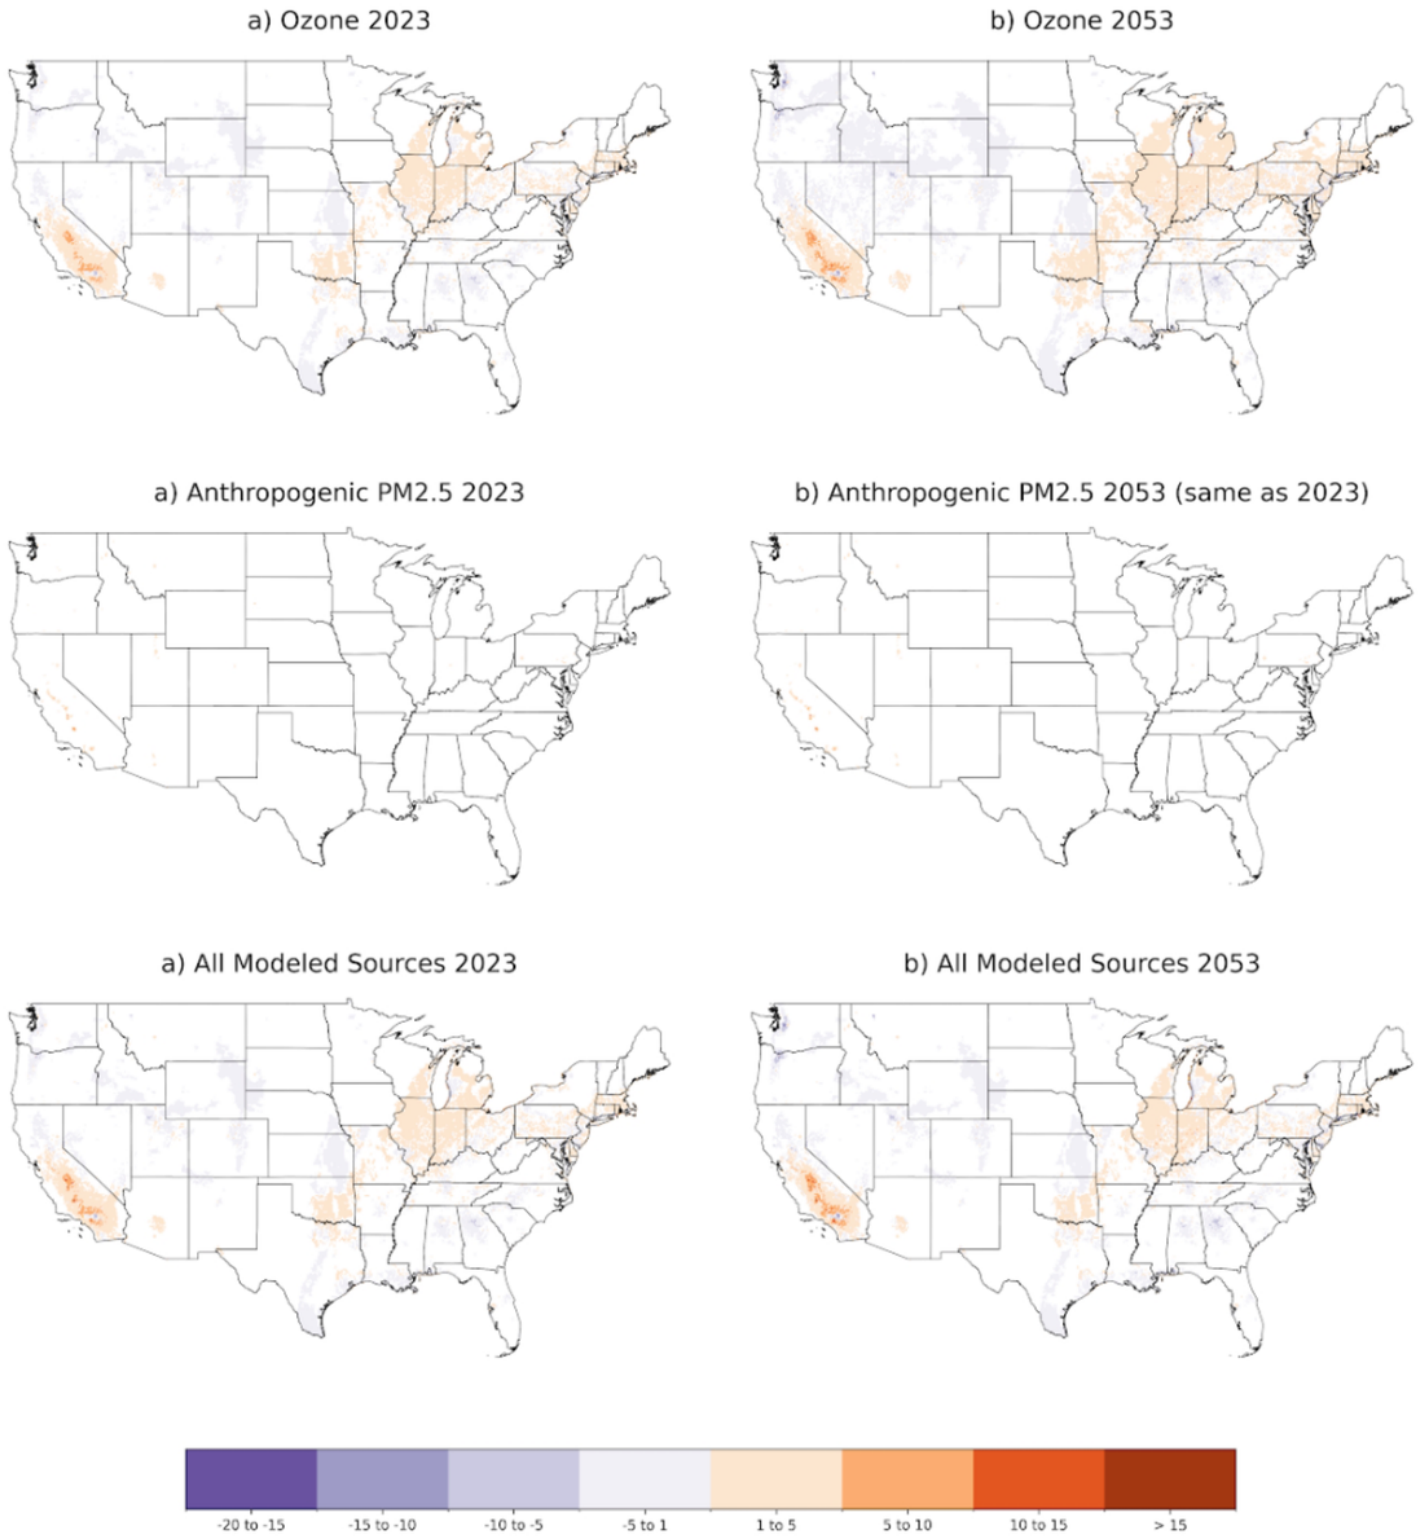 a) Ozone 2023
b) Ozone 2053
a) Anthropogenic PM2.5 2023
b) Anthropogenic PM2.5 2053 (same as 2023)
a) All Modeled Sources 2023
b) All Modeled Sources 2053
-20 to -15
-15 to -10
-10 to -5
-5 to 1
1 to 5
5 to 10
10 to 15
> 15